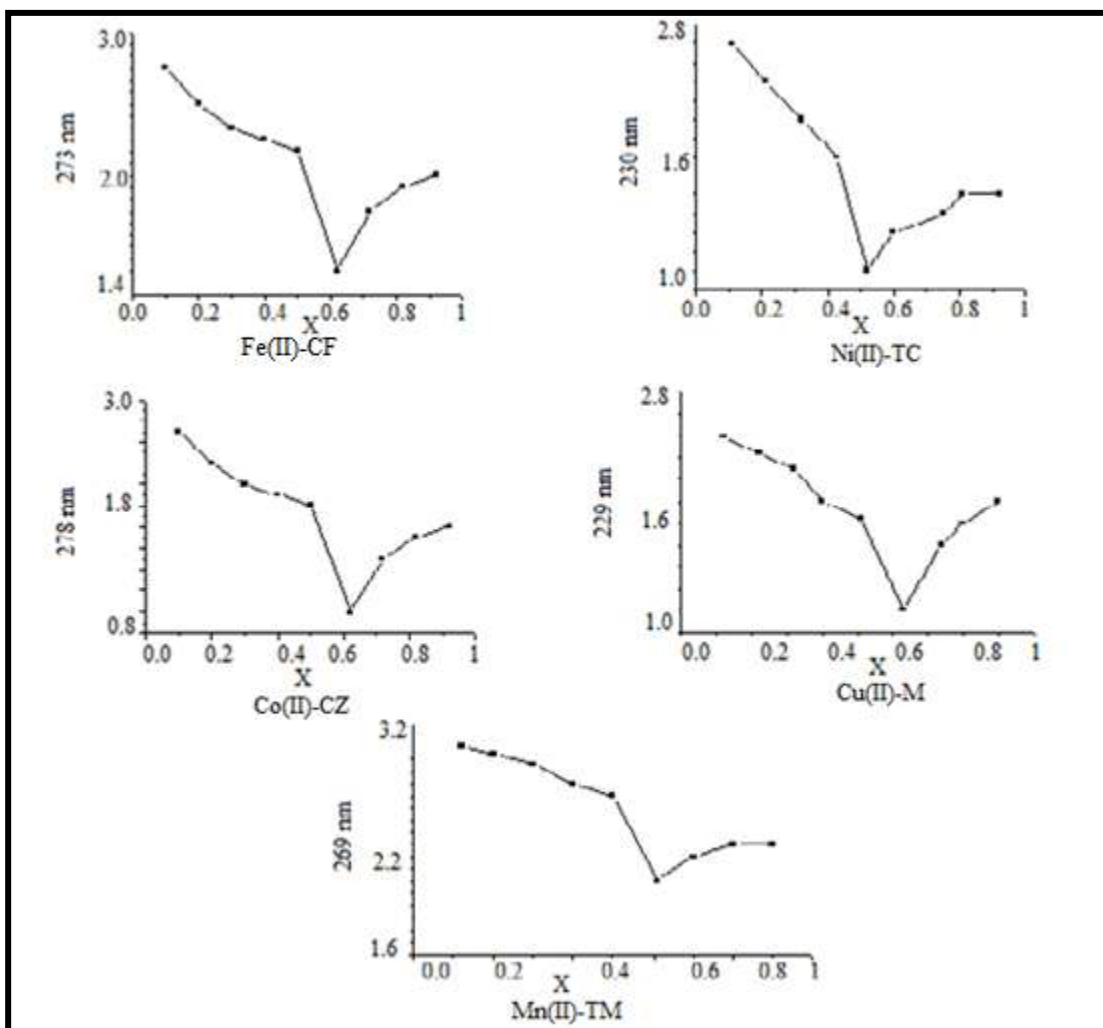 3.0
2.0
1.4
273 nm
0.0 0.2 0.4 0.6 0.8 1
X
Fe(II)-CF
2.8
1.6
1.0
230 nm
0.0 0.2 0.4 0.6 0.8 1
X
Ni(II)-TC
3.0
1.8
0.8
278 nm
0.0 0.2 0.4 0.6 0.8 1
X
Co(II)-CZ
2.8
1.6
1.0
229 nm
0.0 0.2 0.4 0.6 0.8 1
X
Cu(II)-M
3.2
2.2
1.6
269 nm
0.0 0.2 0.4 0.6 0.8 1
X
Mn(II)-TM